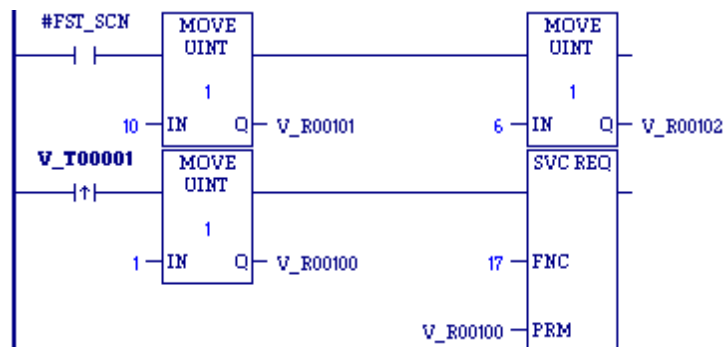 #FST_SCN MOVE MOVE
UINT UINT
1 1
10 IN Q V_R00101 6 IN Q V_R00102
V_T00001 MOVE SVC REQ
UINT
1
1 IN Q V_R00100 17 FNC
V_R00100 PRM